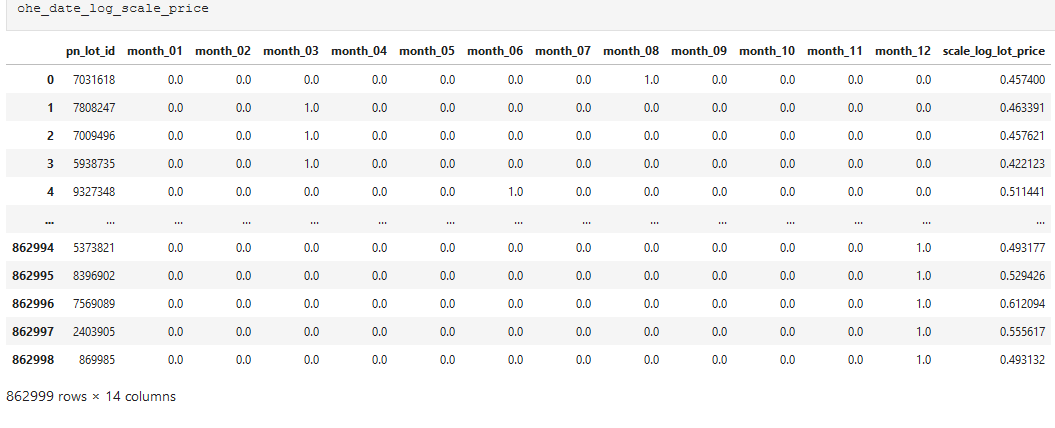 ohe_date_log_scale_price
pn_lot_id month_01 month_02 month_03 month_04 month_05 month_06 month_07 month_08 month_09 month_10 month_11 month_12 scale_log_lot_price
0 7031618 0.0 0.0 0.0 0.0 0.0 0.0 0.0 1.0 0.0 0.0 0.0 0.0 0.457400
1 7808247 0.0 0.0 1.0 0.0 0.0 0.0 0.0 0.0 0.0 0.0 0.0 0.0 0.463391
2 7009496 0.0 0.0 1.0 0.0 0.0 0.0 0.0 0.0 0.0 0.0 0.0 0.0 0.457621
3 5938735 0.0 0.0 1.0 0.0 0.0 0.0 0.0 0.0 0.0 0.0 0.0 0.0 0.422123
4 9327348 0.0 0.0 0.0 0.0 0.0 1.0 0.0 0.0 0.0 0.0 0.0 0.0 0.511441
... ... ... ... ... ... ... ... ... ... ... ... ... ... ...
862994 5373821 0.0 0.0 0.0 0.0 0.0 0.0 0.0 0.0 0.0 0.0 0.0 1.0 0.493177
862995 8396902 0.0 0.0 0.0 0.0 0.0 0.0 0.0 0.0 0.0 0.0 0.0 1.0 0.529426
862996 7569089 0.0 0.0 0.0 0.0 0.0 0.0 0.0 0.0 0.0 0.0 0.0 1.0 0.612094
862997 2403905 0.0 0.0 0.0 0.0 0.0 0.0 0.0 0.0 0.0 0.0 0.0 1.0 0.555617
862998 869985 0.0 0.0 0.0 0.0 0.0 0.0 0.0 0.0 0.0 0.0 0.0 1.0 0.493132
862999 rows × 14 columns